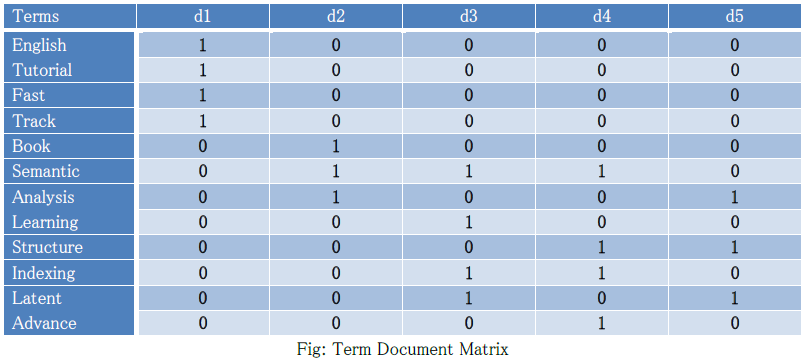 Terms d1 d2 d3 d4 d5
English 1 0 0 0 0
Tutorial 1 0 0 0 0
Fast 1 0 0 0 0
Track 1 0 0 0 0
Book 0 1 0 0 0
Semantic 0 1 1 1 0
Analysis 0 1 0 0 1
Learning 0 0 1 0 0
Structure 0 0 0 1 1
Indexing 0 0 1 1 0
Latent 0 0 1 0 1
Advance 0 0 0 1 0
Fig: Term Document Matrix